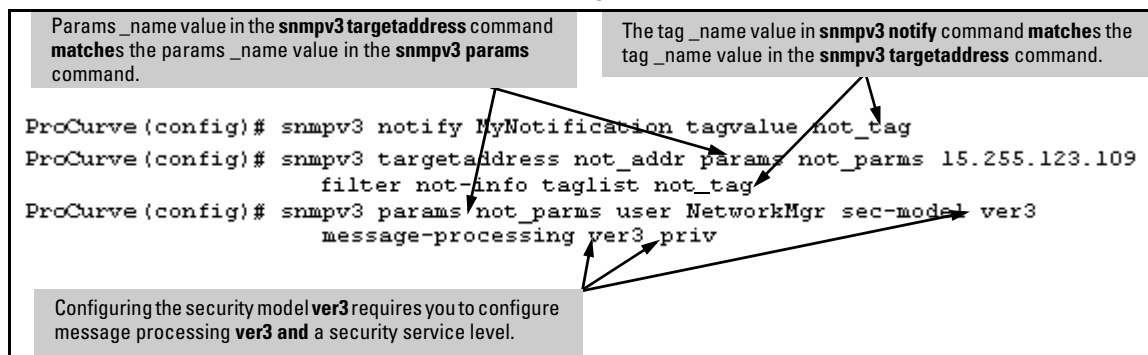 Params _name value in the snmpv3 targetaddress command
matches the params _name value in the snmpv3 params
command.
The tag _name value in snmpv3 notify command matches the
tag _name value in the snmpv3 targetaddress command.
ProCurve(config)# snmpv3 notify MyNotification tagvalue not_tag
ProCurve(config)# snmpv3 targetaddress not_addr params not_parms 15.255.123.109
filter not-info taglist not_tag
ProCurve(config)# snmpv3 params not_parms user NetworkMgr sec-model ver3
message-processing ver3 priv
Configuring the security model ver3 requires you to configure
message processing ver3 and a security service level.